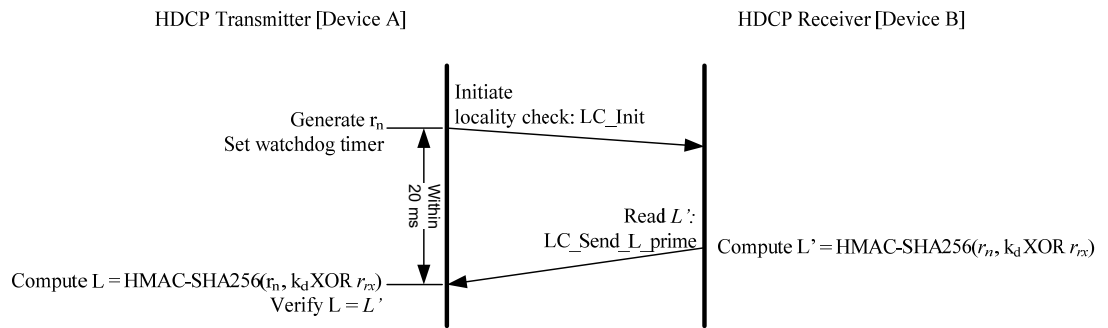 HDCP Transmitter [Device A]
HDCP Receiver [Device B]
Initiate
locality check: LC_Init
Generate rn
Set watchdog timer
Within
20 ms
Read L’:
LC_Send_L_prime
Compute L’ = HMAC-SHA256(rn, kd XOR rrx)
Compute L = HMAC-SHA256(rn, kd XOR rrx)
Verify L = L’